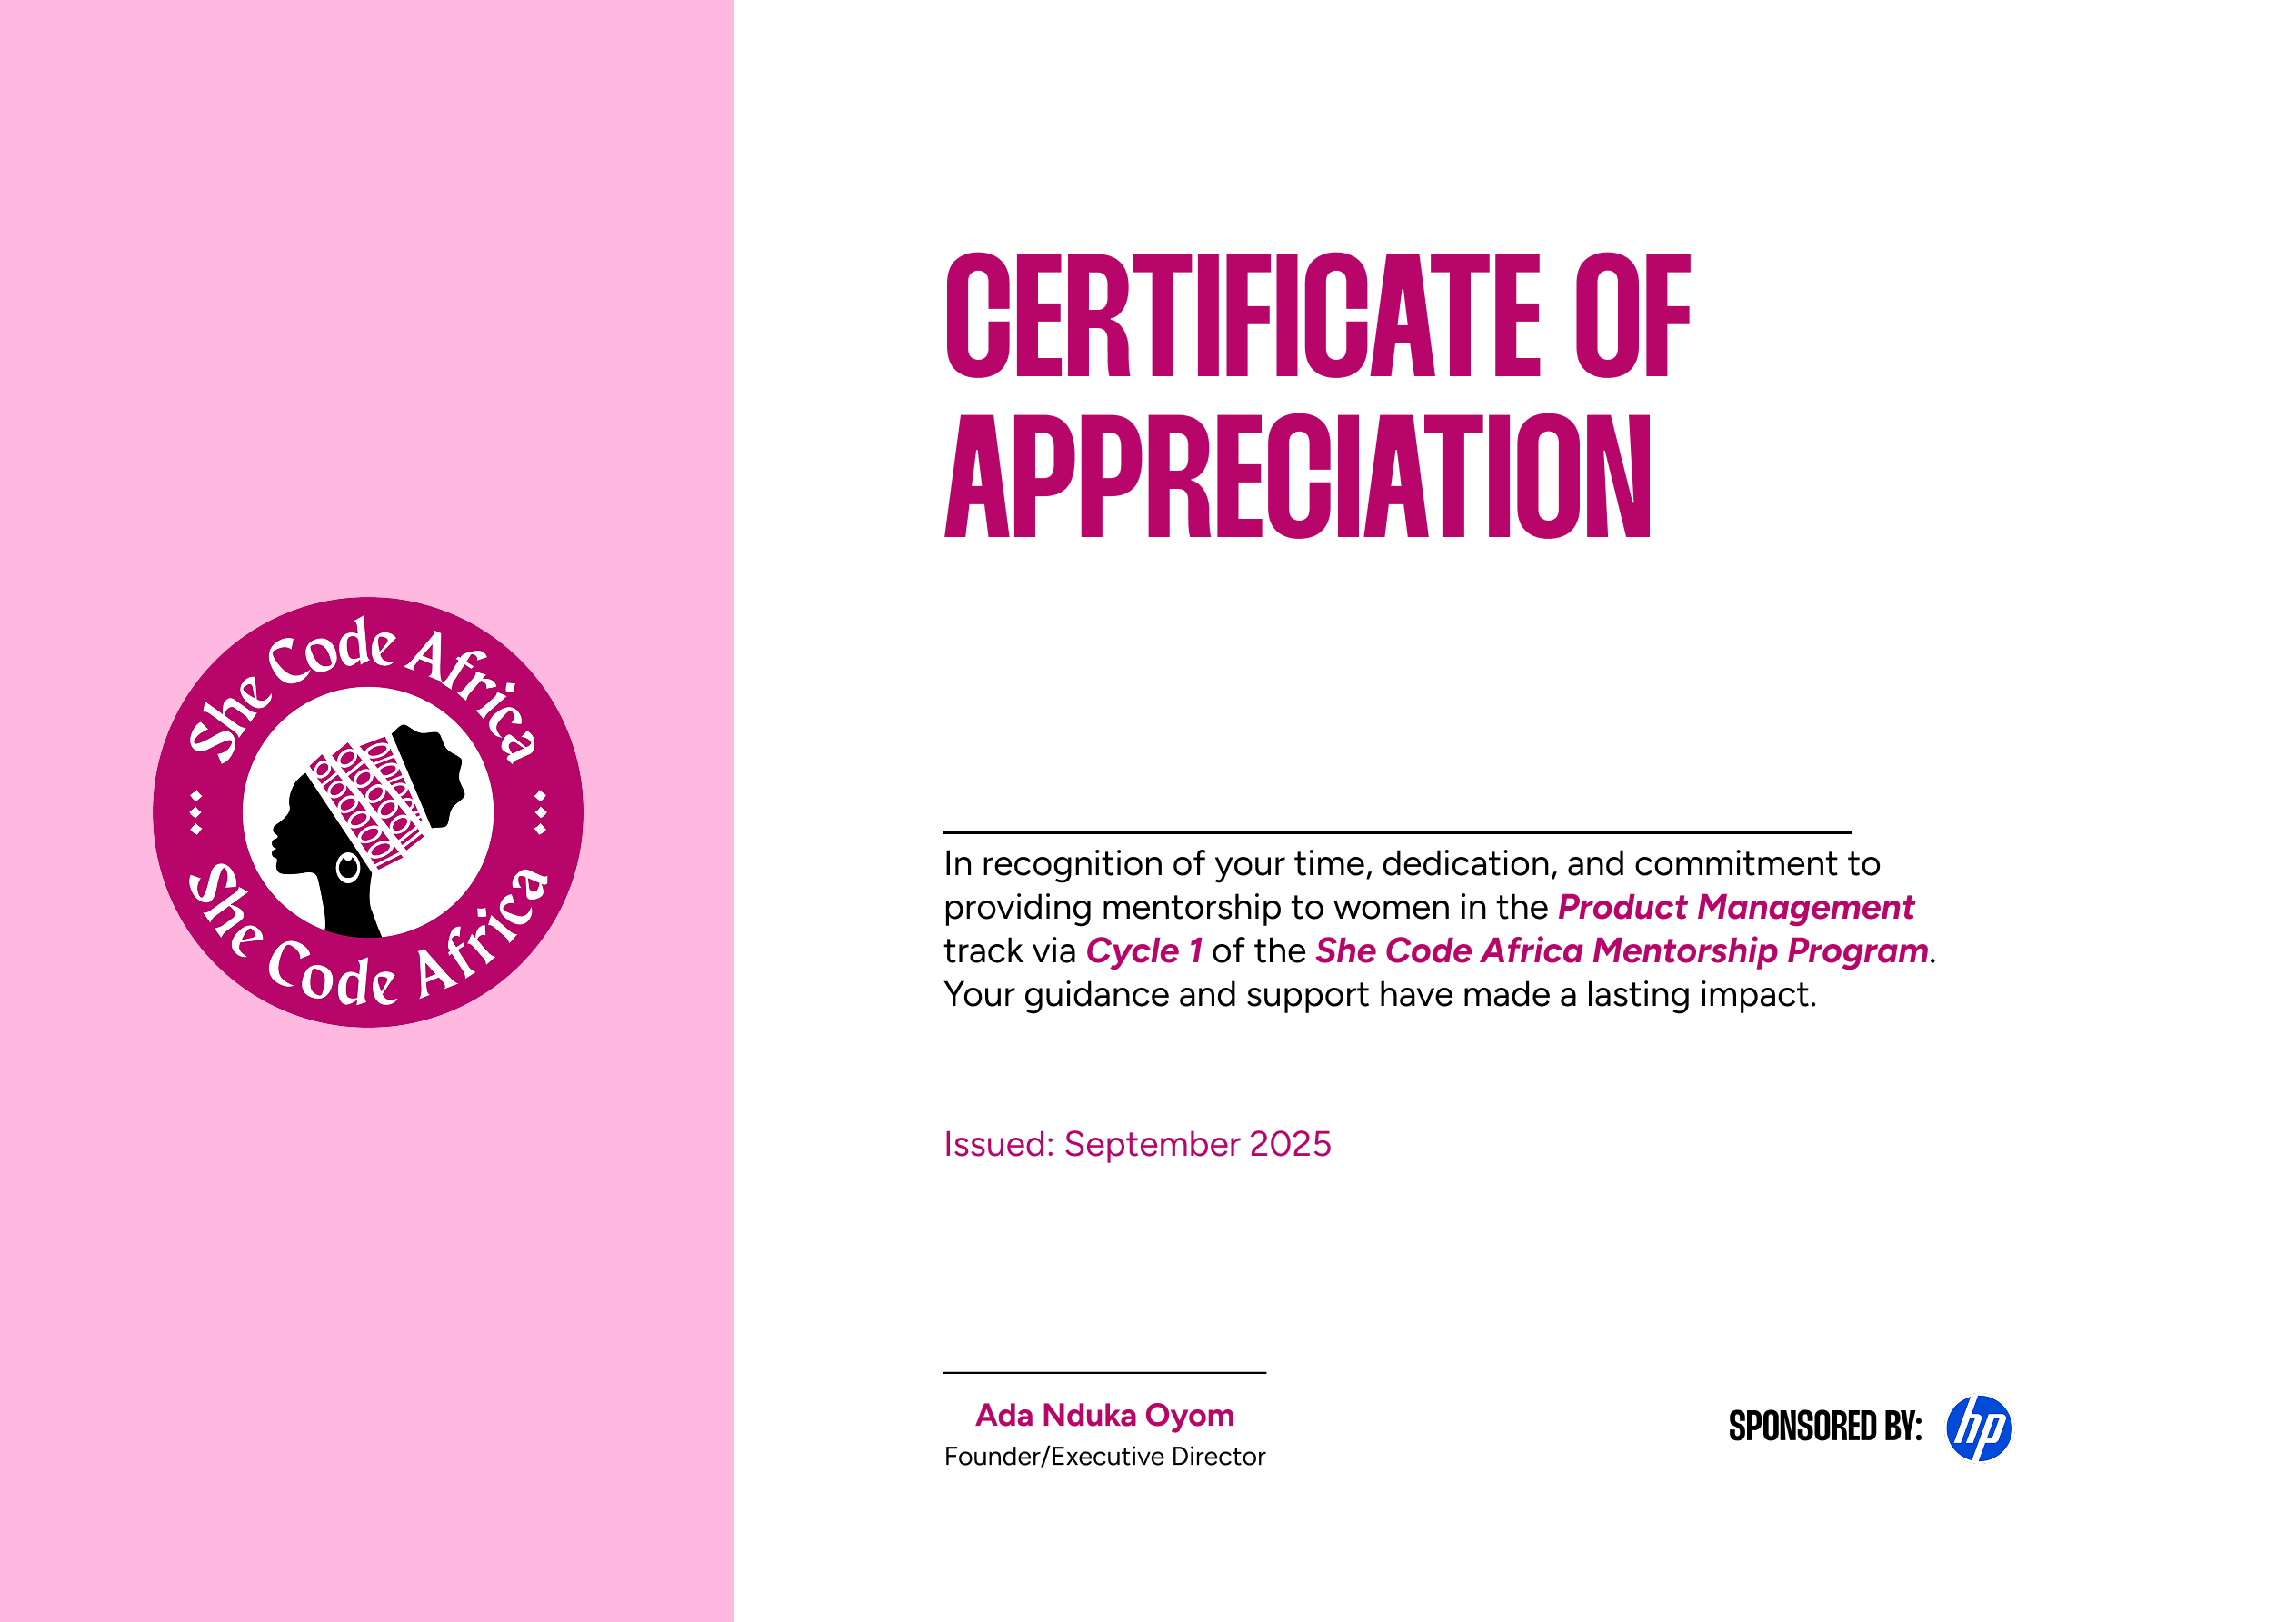 She Code Africa
She Code Africa
CERTIFICATE OF
APPRECIATION
In recognition of your time, dedication, and commitment to
providing mentorship to women in the Product Management
track via Cycle 1 of the She Code Africa Mentorship Program.
Your guidance and support have made a lasting impact.
Issued: September 2025
Ada Nduka Oyom
Founder/Executive Director
SPONSORED BY: hp